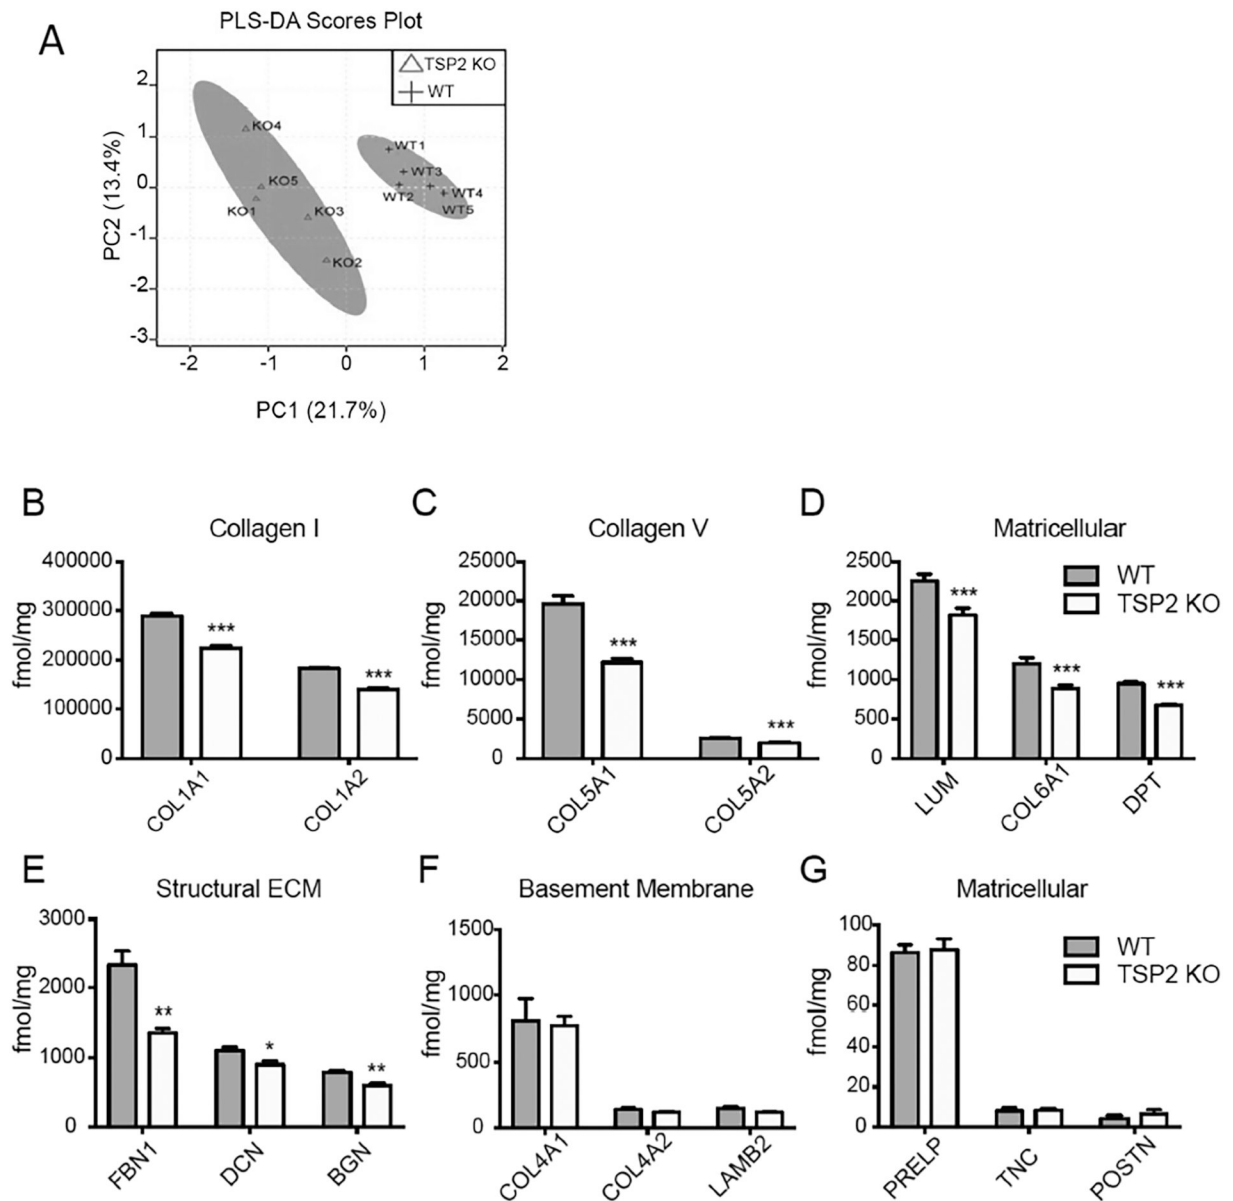 A
PLS-DA Scores Plot
TSP2 KO
WT
PC2 (13.4%)
2
1
0
-1
-2
-3
KO4
KO5
KO1
KO3
KO2
WT1
WT3
WT2
WT4
WT5
-2 -1 0 1 2
PC1 (21.7%)
B
Collagen I
fmol/mg
400000
300000
200000
100000
0
***
***
COL1A1
COL1A2
C
Collagen V
fmol/mg
25000
20000
15000
10000
5000
0
***
***
COL5A1
COL5A2
D
Matricellular
WT
TSP2 KO
fmol/mg
2500
2000
1500
1000
500
0
***
***
***
LUM
COL6A1
DPT
E
Structural ECM
fmol/mg
3000
2000
1000
0
**
*
**
FBN1
DCN
BGN
F
Basement Membrane
fmol/mg
1500
1000
500
0
COL4A1
COL4A2
LAMB2
G
Matricellular
WT
TSP2 KO
fmol/mg
100
80
60
40
20
0
PRELP
TNC
POSTN